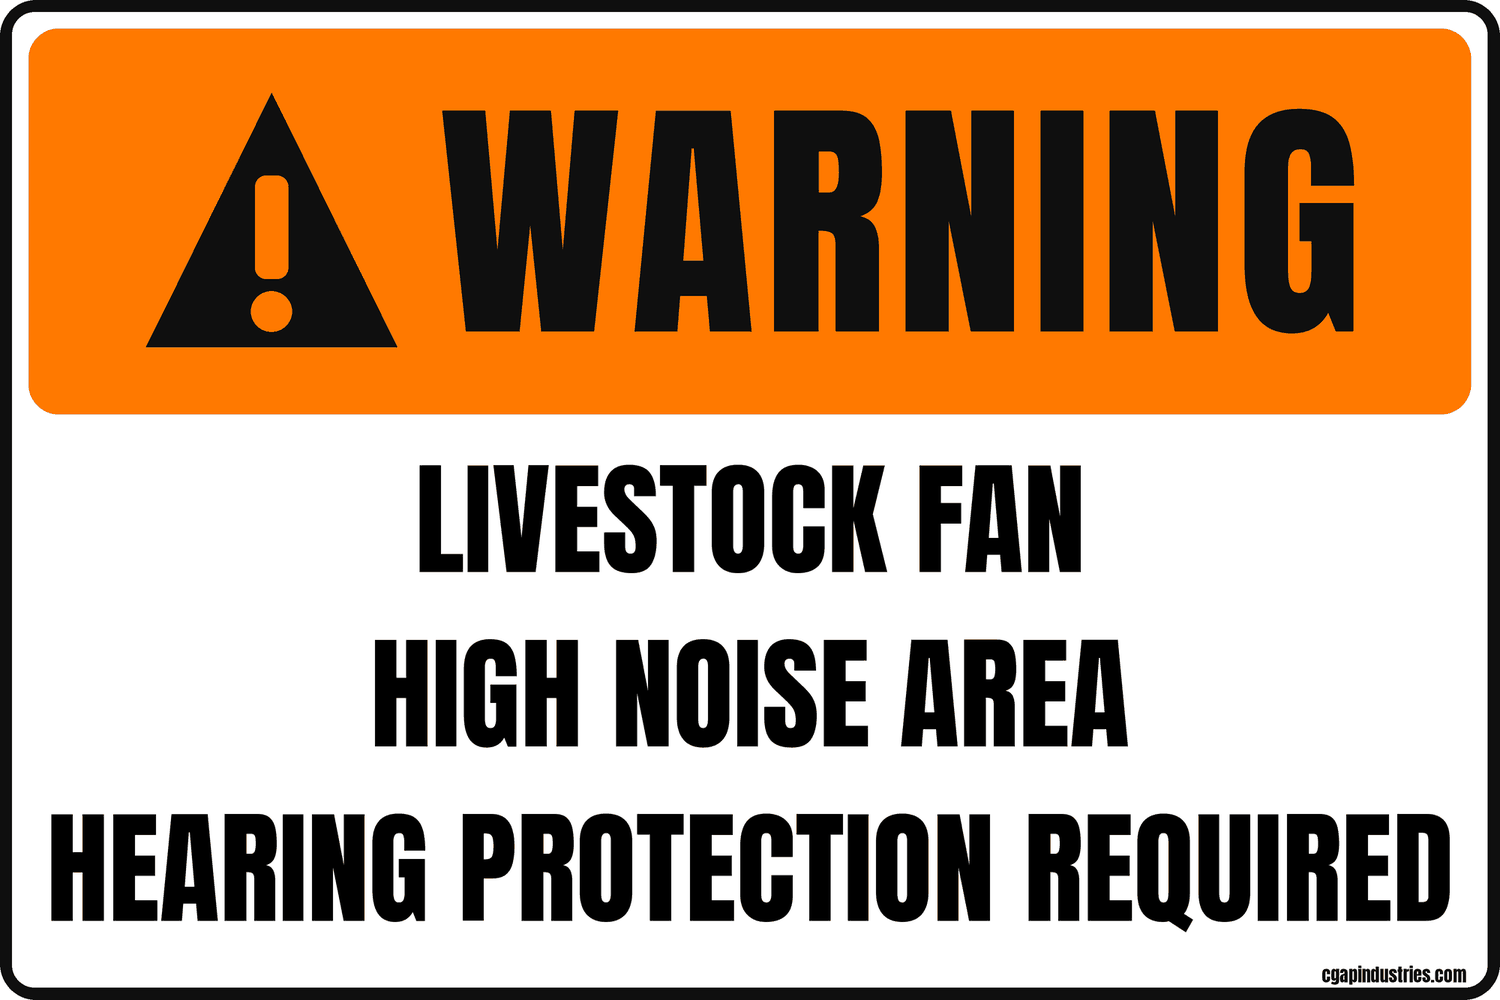 WARNING
LIVESTOCK FAN
HIGH NOISE AREA
HEARING PROTECTION REQUIRED
cgapindustries.com